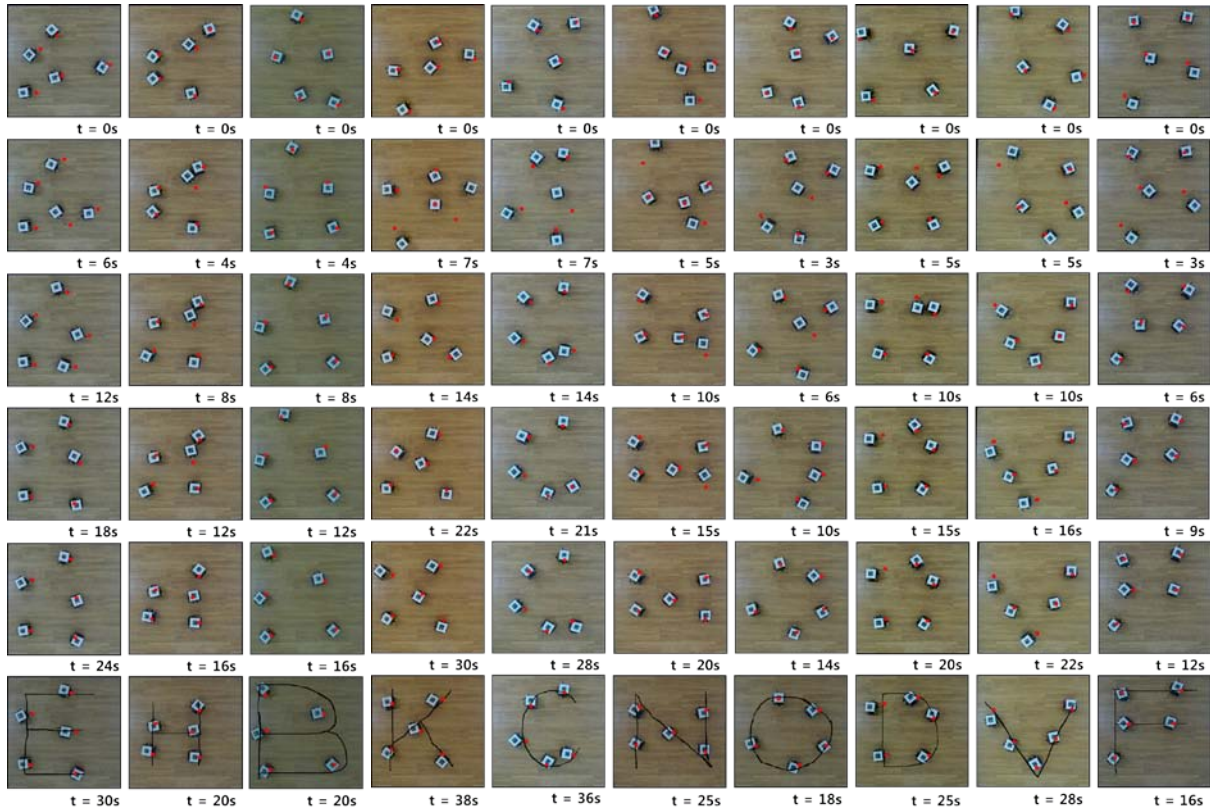 t = 0s t = 0s t = 0s t = 0s t = 0s t = 0s t = 0s t = 0s t = 0s t = 0s
t = 6s t = 4s t = 4s t = 7s t = 7s t = 5s t = 3s t = 5s t = 5s t = 3s
t = 12s t = 8s t = 8s t = 14s t = 14s t = 10s t = 6s t = 10s t = 10s t = 6s
t = 18s t = 12s t = 12s t = 22s t = 21s t = 15s t = 10s t = 15s t = 16s t = 9s
t = 24s t = 16s t = 16s t = 30s t = 28s t = 20s t = 14s t = 20s t = 22s t = 12s
E H B K C N O D V F
t = 30s t = 20s t = 20s t = 38s t = 36s t = 25s t = 18s t = 25s t = 28s t = 16s